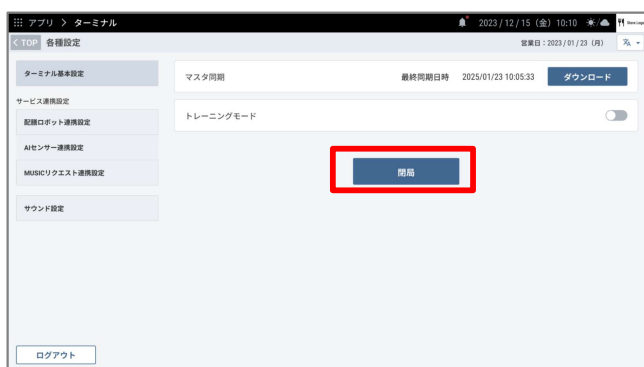 アプリ > ターミナル 2023/12/15（金）10:10
< TOP 各種設定 営業日：2023/01/23（月）
ターミナル基本設定
マスタ同期 最終同期日時 2025/01/23 10:05:33 ダウンロード
サービス連携設定
トレーニングモード
配膳ロボット連携設定
AIセンサー連携設定
MUSICリクエスト連携設定
開局
サウンド設定
ログアウト